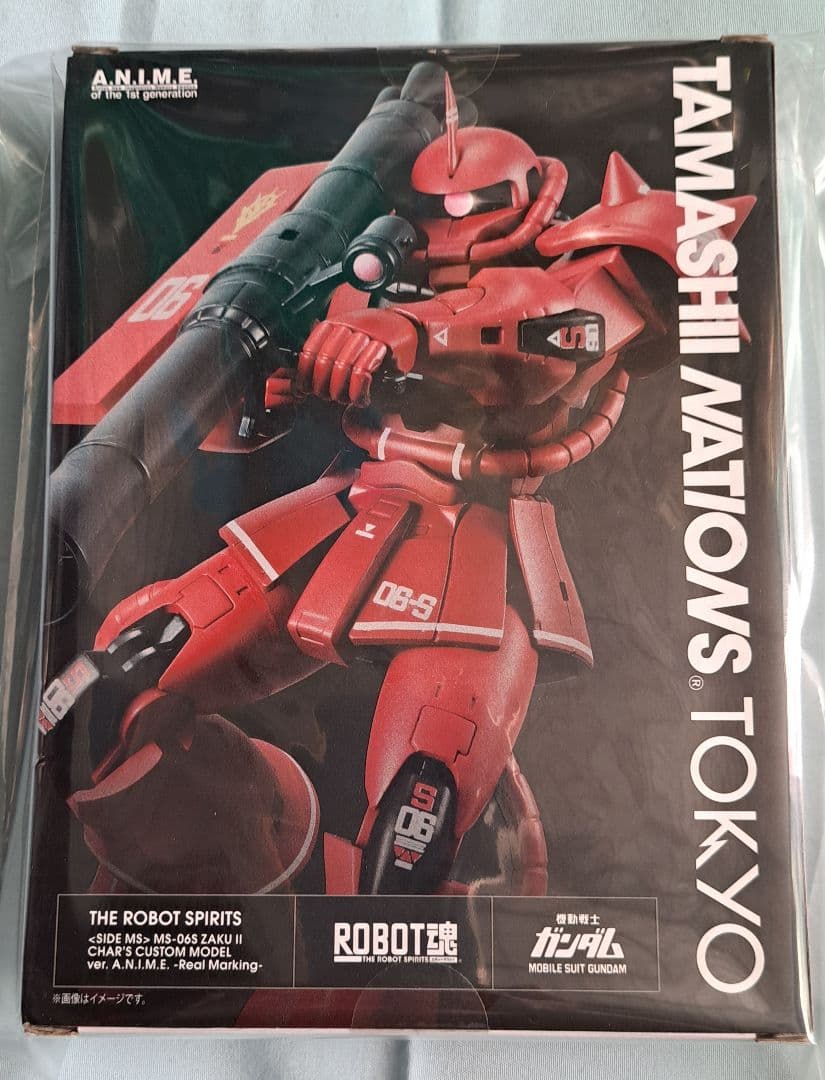 A.N.I.M.E.
of the 1st generation
TAMASHII NATIONS® TOKYO
06
06
S
06-S
S
06
THE ROBOT SPIRITS
<SIDE MS> MS-06S ZAKU II
CHAR'S CUSTOM MODEL
ver. A.N.I.M.E. -Real Marking-
ROBOT魂
THE ROBOT SPIRITS
機動戦士
ガンダム
MOBILE SUIT GUNDAM
※画像はイメージです。